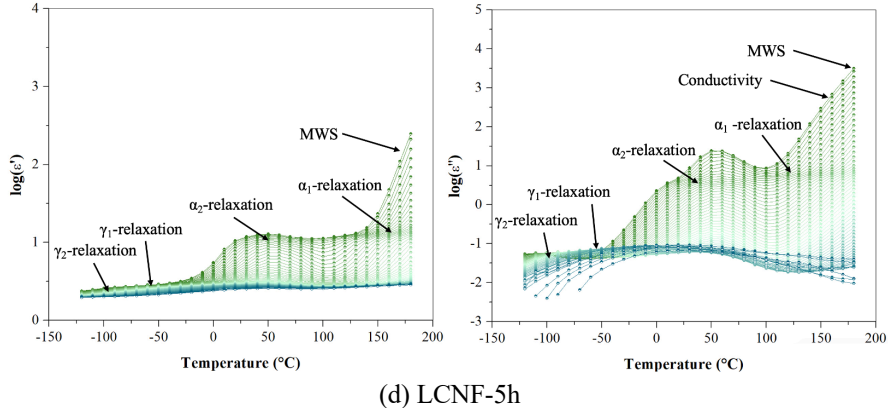 4
3
2
1
0
log(ε')
-150
-100
-50
0
50
100
150
200
Temperature (°C)
MWS
α₁-relaxation
α₂-relaxation
γ₁-relaxation
γ₂-relaxation
5
4
3
2
1
0
-1
-2
-3
log(ε")
-150
-100
-50
0
50
100
150
200
Temperature (°C)
MWS
Conductivity
α₁ -relaxation
α₂-relaxation
γ₁-relaxation
γ₂-relaxation
(d) LCNF-5h